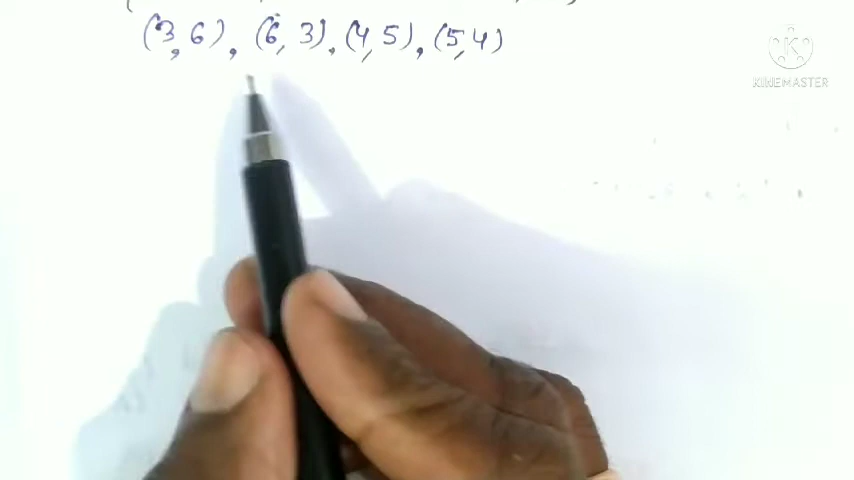 (3, 6), (6, 3), (4, 5), (5, 4)
KINEMASTER